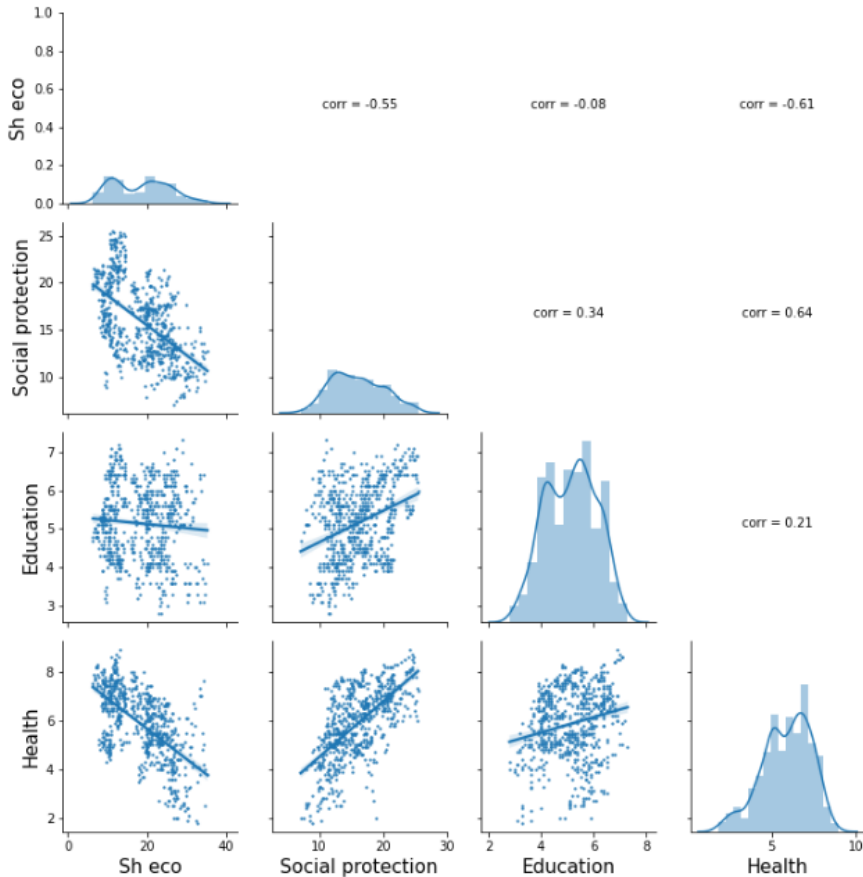 1.0
0.8
0.6
0.4
0.2
0.0
Sh eco
corr = -0.55
corr = -0.08
corr = -0.61
25
20
15
10
Social protection
corr = 0.34
corr = 0.64
7
6
5
4
3
Education
corr = 0.21
8
6
4
2
Health
0 20 40
10 20 30
2 4 6 8
5 10
Sh eco
Social protection
Education
Health